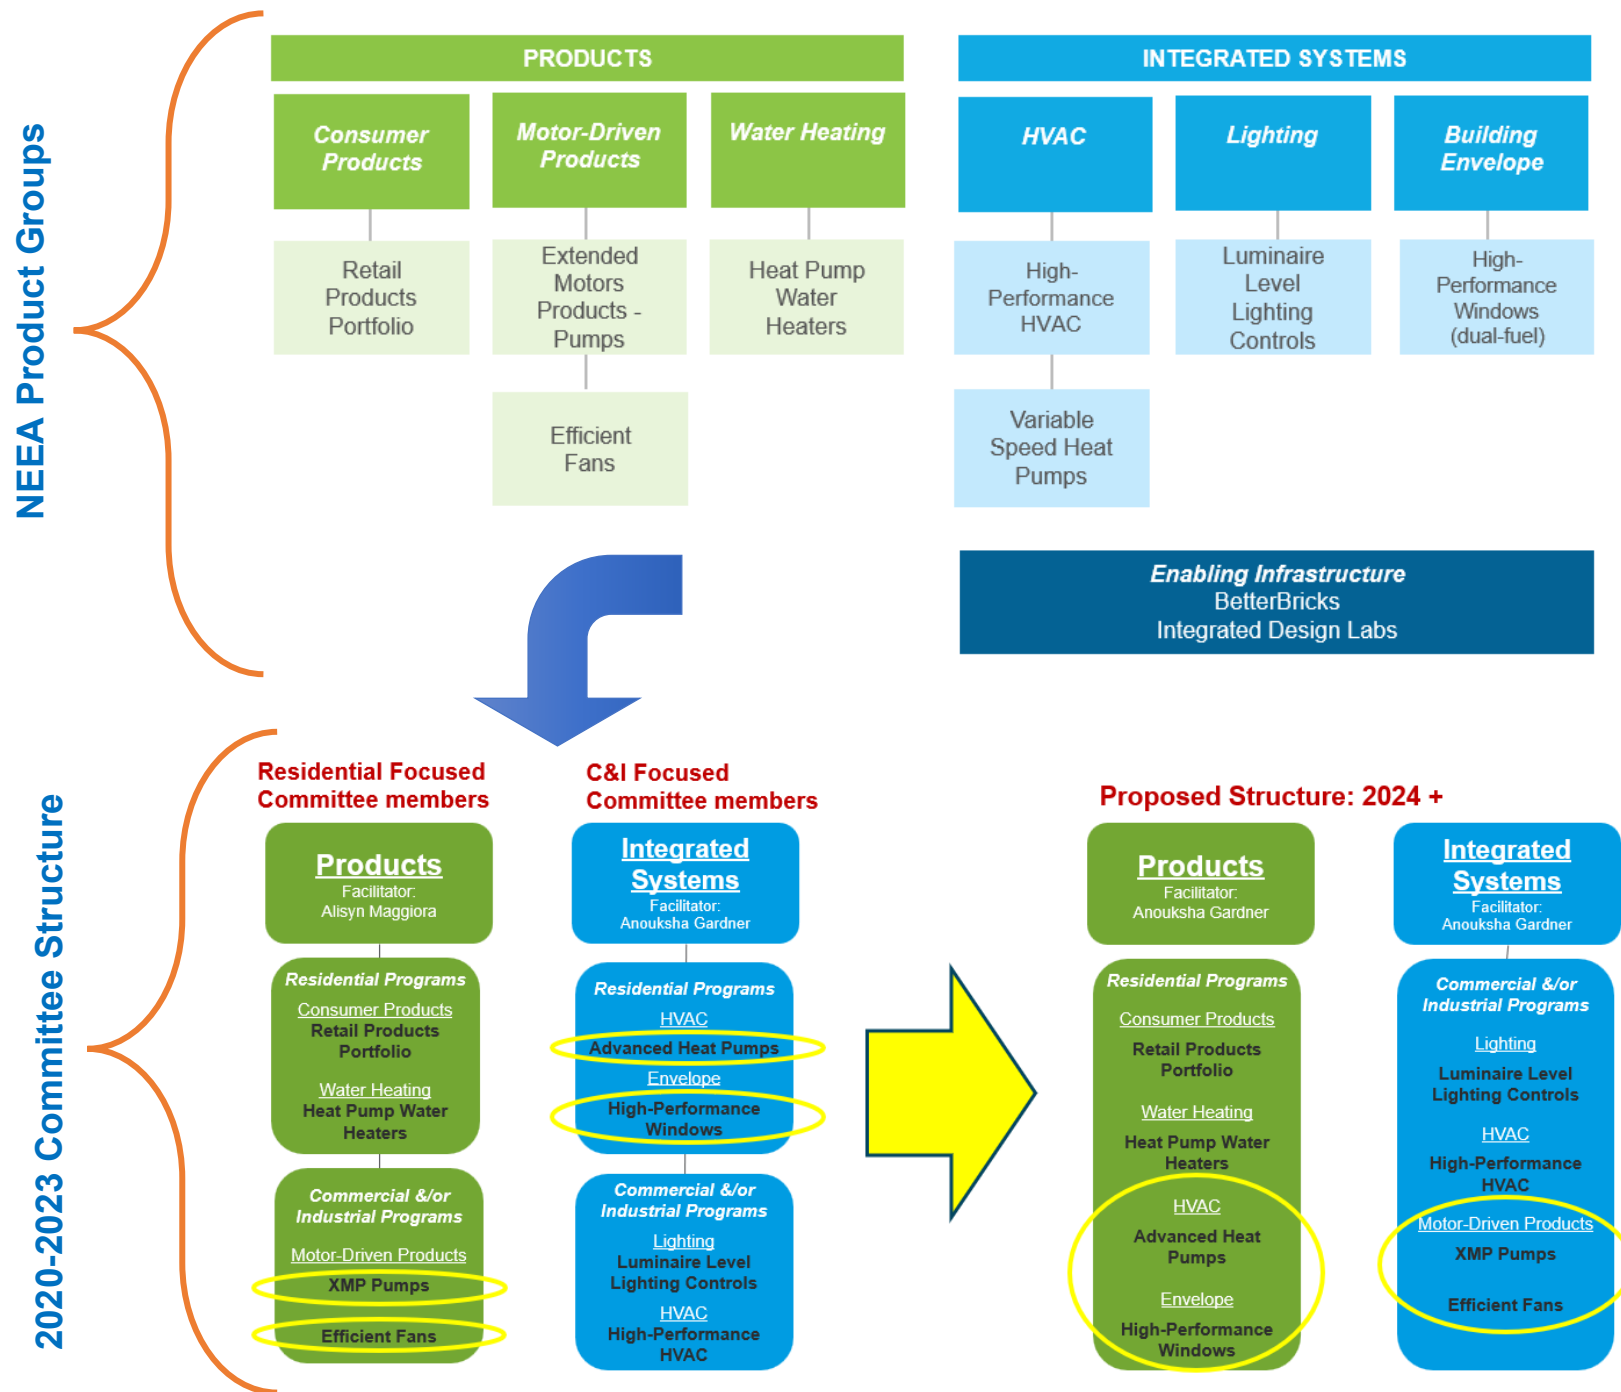 NEEA Product Groups
PRODUCTS
Consumer
Products
Motor-Driven
Products
Water Heating
Retail
Products
Portfolio
Extended
Motors
Products -
Pumps
Heat Pump
Water
Heaters
Efficient
Fans
INTEGRATED SYSTEMS
HVAC
Lighting
Building
Envelope
High-
Performance
HVAC
Luminaire
Level
Lighting
Controls
High-
Performance
Windows
(dual-fuel)
Variable
Speed Heat
Pumps
Enabling Infrastructure
BetterBricks
Integrated Design Labs
2020-2023 Committee Structure
Residential Focused
Committee members
Products
Facilitator:
Alisyn Maggiora
Residential Programs
Consumer Products
Retail Products
Portfolio
Water Heating
Heat Pump Water
Heaters
Commercial &/or
Industrial Programs
Motor-Driven Products
XMP Pumps
Efficient Fans
C&I Focused
Committee members
Integrated
Systems
Facilitator:
Anouksha Gardner
Residential Programs
HVAC
Advanced Heat Pumps
Envelope
High-Performance
Windows
Commercial &/or
Industrial Programs
Lighting
Luminaire Level
Lighting Controls
HVAC
High-Performance
HVAC
Proposed Structure: 2024 +
Products
Facilitator:
Anouksha Gardner
Residential Programs
Consumer Products
Retail Products
Portfolio
Water Heating
Heat Pump Water
Heaters
HVAC
Advanced Heat
Pumps
Envelope
High-Performance
Windows
Integrated
Systems
Facilitator:
Anouksha Gardner
Commercial &/or
Industrial Programs
Lighting
Luminaire Level
Lighting Controls
HVAC
High-Performance
HVAC
Motor-Driven Products
XMP Pumps
Efficient Fans